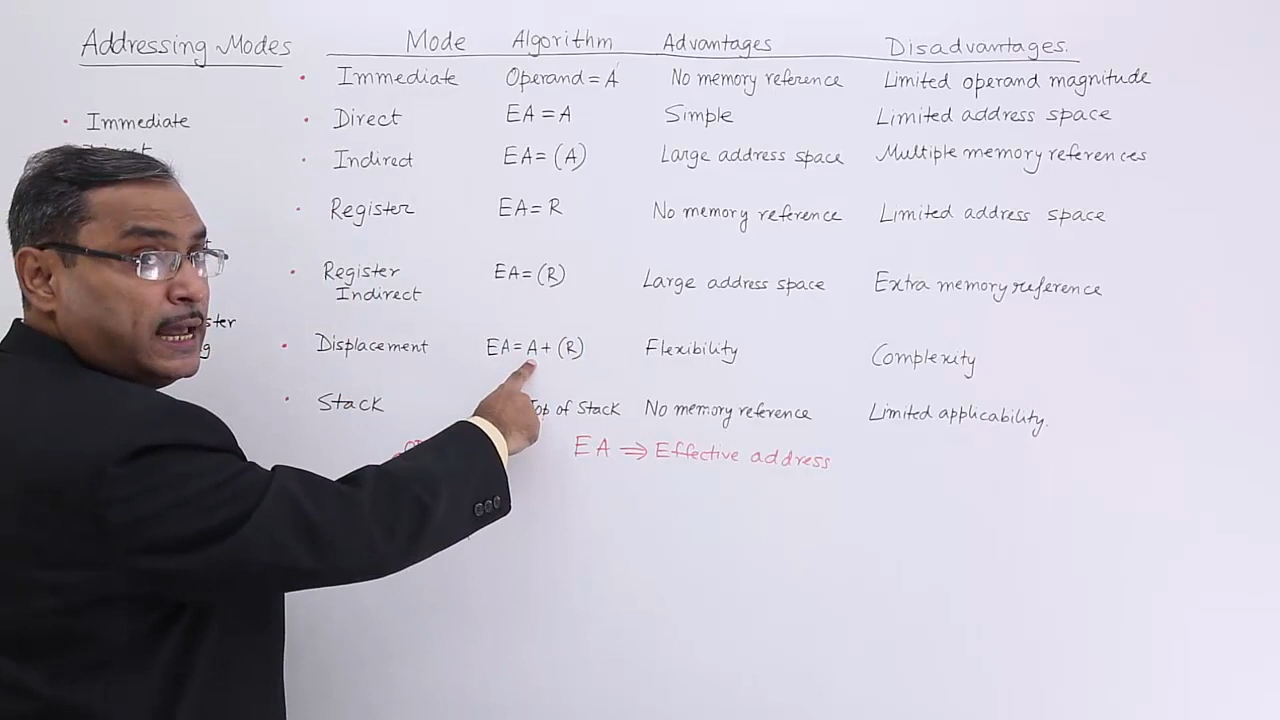 Addressing Modes
Mode Algorithm Advantages Disadvantages.
• Immediate Operand = A No memory reference Limited operand magnitude
• Immediate
• Direct EA = A Simple Limited address space
Direct
• Indirect EA = (A) Large address space Multiple memory references
• Register EA = R No memory reference Limited address space
• Register EA = (R) Large address space Extra memory reference
Indirect
• Displacement EA = A + (R) Flexibility Complexity
• Stack Top of Stack No memory reference Limited applicability.
EA ⇒ Effective address